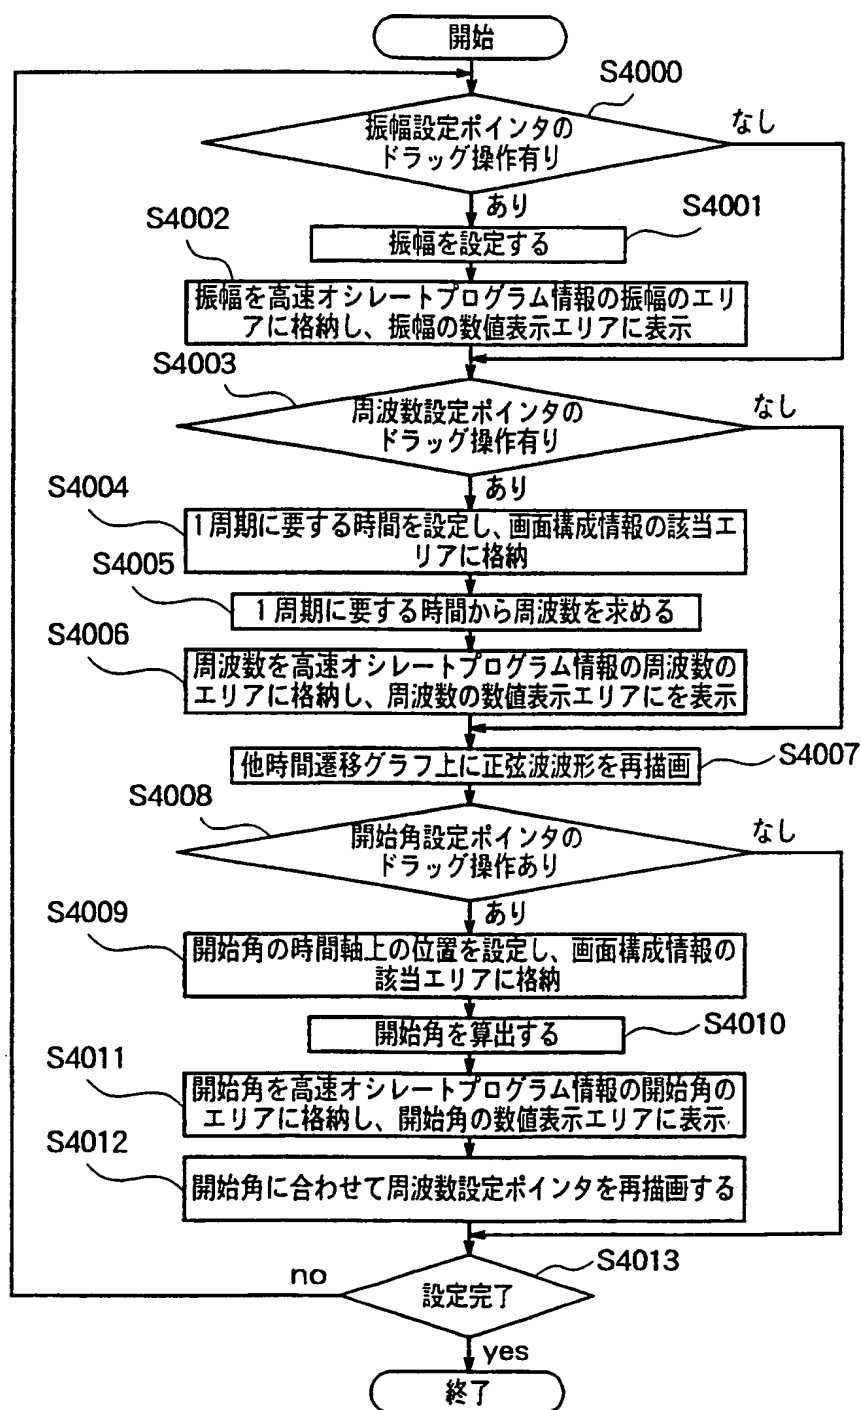 開始
S4000
振幅設定ポインタの
ドラッグ操作有り
なし
あり
S4001
振幅を設定する
S4002
振幅を高速オシレートプログラム情報の振幅のエリ
アに格納し、振幅の数値表示エリアに表示
S4003
周波数設定ポインタの
ドラッグ操作有り
なし
あり
S4004
1周期に要する時間を設定し、画面構成情報の該当エ
リアに格納
S4005
1周期に要する時間から周波数を求める
S4006
周波数を高速オシレートプログラム情報の周波数の
エリアに格納し、周波数の数値表示エリアにを表示
他時間遷移グラフ上に正弦波波形を再描画
S4007
S4008
開始角設定ポインタの
ドラッグ操作あり
なし
あり
S4009
開始角の時間軸上の位置を設定し、画面構成情報の
該当エリアに格納
開始角を算出する
S4010
S4011
開始角を高速オシレートプログラム情報の開始角の
エリアに格納し、開始角の数値表示エリアに表示
S4012
開始角に合わせて周波数設定ポインタを再描画する
S4013
設定完了
no
yes
終了